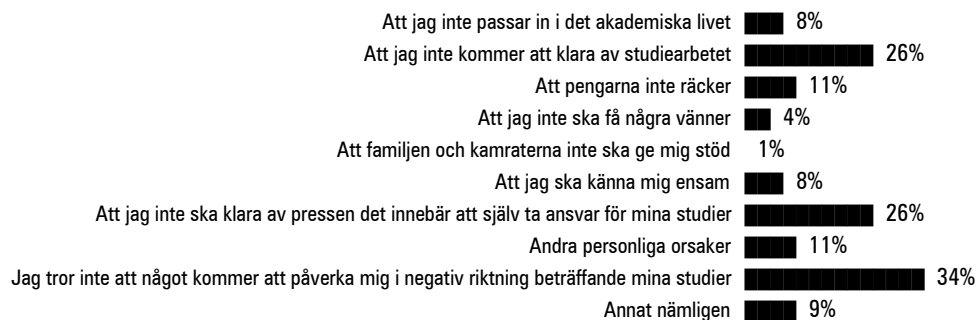 Att jag inte passar in i det akademiska livet 8%
Att jag inte kommer att klara av studiearbetet 26%
Att pengarna inte räcker 11%
Att jag inte ska få några vänner 4%
Att familjen och kamraterna inte ska ge mig stöd 1%
Att jag ska känna mig ensam 8%
Att jag inte ska klara av pressen det innebär att själv ta ansvar för mina studier 26%
Andra personliga orsaker 11%
Jag tror inte att något kommer att påverka mig i negativ riktning beträffande mina studier 34%
Annat nämligen 9%